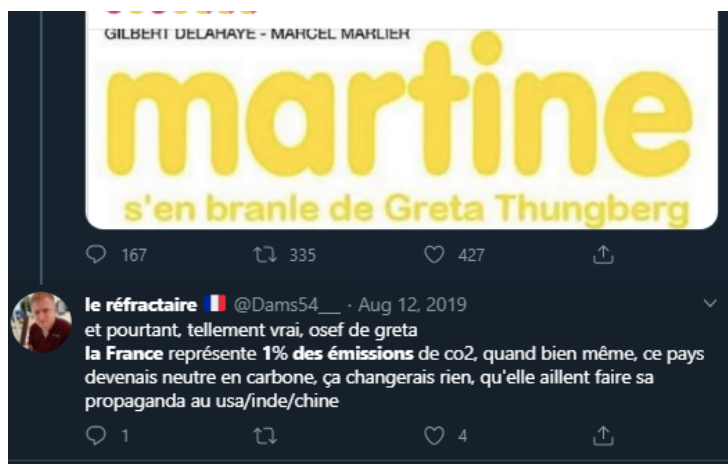 GILBERT DELAHAYE - MARCEL MARLIER
martine
s'en branle de Greta Thungberg
167 335 427
le réfractaire 🇫🇷 @Dams54__ · Aug 12, 2019
et pourtant, tellement vrai, osef de greta
la France représente 1% des émissions de co2, quand bien même, ce pays
devenais neutre en carbone, ça changerais rien, qu'elle aillent faire sa
propaganda au usa/inde/chine
1 4